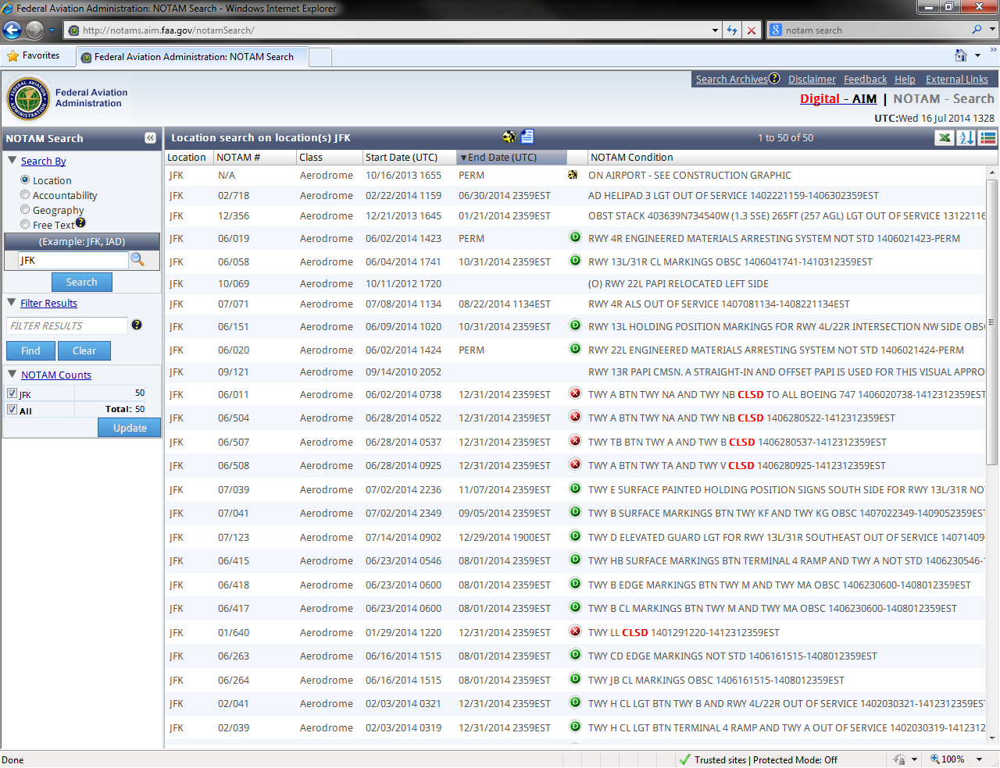 Federal Aviation Administration: NOTAM Search - Windows Internet Explorer
http://notams.aim.faa.gov/notamSearch/
notam search
Favorites
Federal Aviation Administration: NOTAM Search
Federal Aviation Administration
Search Archives Disclaimer Feedback Help External Links
Digital - AIM | NOTAM - Search
UTC:Wed 16 Jul 2014 1328
NOTAM Search
Search By
Location
Accountability
Geography
Free Text
(Example: JFK, IAD)
JFK
Search
Filter Results
FILTER RESULTS
Find Clear
NOTAM Counts
JFK 50
All Total: 50
Update
Location search on location(s) JFK 1 to 50 of 50
Location NOTAM # Class Start Date (UTC) ▼End Date (UTC) NOTAM Condition
JFK N/A Aerodrome 10/16/2013 1655 PERM ON AIRPORT - SEE CONSTRUCTION GRAPHIC
JFK 02/718 Aerodrome 02/22/2014 1159 06/30/2014 2359EST AD HELIPAD 3 LGT OUT OF SERVICE 1402221159-1406302359EST
JFK 12/356 Aerodrome 12/21/2013 1645 01/21/2014 2359EST OBST STACK 403639N734540W (1.3 SSE) 265FT (257 AGL) LGT OUT OF SERVICE 13122116
JFK 06/019 Aerodrome 06/02/2014 1423 PERM D RWY 4R ENGINEERED MATERIALS ARRESTING SYSTEM NOT STD 1406021423-PERM
JFK 06/058 Aerodrome 06/04/2014 1741 10/31/2014 2359EST D RWY 13L/31R CL MARKINGS OBSC 1406041741-1410312359EST
JFK 10/069 Aerodrome 10/11/2012 1720 (O) RWY 22L PAPI RELOCATED LEFT SIDE
JFK 07/071 Aerodrome 07/08/2014 1134 08/22/2014 1134EST RWY 4R ALS OUT OF SERVICE 1407081134-1408221134EST
JFK 06/151 Aerodrome 06/09/2014 1020 10/31/2014 2359EST D RWY 13L HOLDING POSITION MARKINGS FOR RWY 4L/22R INTERSECTION NW SIDE OBSC
JFK 06/020 Aerodrome 06/02/2014 1424 PERM D RWY 22L ENGINEERED MATERIALS ARRESTING SYSTEM NOT STD 1406021424-PERM
JFK 09/121 Aerodrome 09/14/2010 2052 RWY 13R PAPI CMSN. A STRAIGHT-IN AND OFFSET PAPI IS USED FOR THIS VISUAL APPRO
JFK 06/011 Aerodrome 06/02/2014 0738 12/31/2014 2359EST TWY A BTN TWY NA AND TWY NB CLSD TO ALL BOEING 747 1406020738-1412312359EST
JFK 06/504 Aerodrome 06/28/2014 0522 12/31/2014 2359EST TWY A BTN TWY NA AND TWY NB CLSD 1406280522-1412312359EST
JFK 06/507 Aerodrome 06/28/2014 0537 12/31/2014 2359EST TWY TB BTN TWY A AND TWY B CLSD 1406280537-1412312359EST
JFK 06/508 Aerodrome 06/28/2014 0925 12/31/2014 2359EST TWY A BTN TWY TA AND TWY V CLSD 1406280925-1412312359EST
JFK 07/039 Aerodrome 07/02/2014 2236 11/07/2014 2359EST D TWY E SURFACE PAINTED HOLDING POSITION SIGNS SOUTH SIDE FOR RWY 13L/31R NO
JFK 07/041 Aerodrome 07/02/2014 2349 09/05/2014 2359EST D TWY B SURFACE MARKINGS BTN TWY KF AND TWY KG OBSC 1407022349-1409052359EST
JFK 07/123 Aerodrome 07/14/2014 0902 12/29/2014 1900EST D TWY D ELEVATED GUARD LGT FOR RWY 13L/31R SOUTHEAST OUT OF SERVICE 14071409
JFK 06/415 Aerodrome 06/23/2014 0546 08/01/2014 2359EST D TWY HB SURFACE MARKINGS BTN TERMINAL 4 RAMP AND TWY A NOT STD 1406230546-1
JFK 06/418 Aerodrome 06/23/2014 0600 08/01/2014 2359EST D TWY B EDGE MARKINGS BTN TWY M AND TWY MA OBSC 1406230600-1408012359EST
JFK 06/417 Aerodrome 06/23/2014 0600 08/01/2014 2359EST D TWY B CL MARKINGS BTN TWY M AND TWY MA OBSC 1406230600-1408012359EST
JFK 01/640 Aerodrome 01/29/2014 1220 12/31/2014 2359EST TWY LL CLSD 1401291220-1412312359EST
JFK 06/263 Aerodrome 06/16/2014 1515 08/01/2014 2359EST D TWY CD EDGE MARKINGS NOT STD 1406161515-1408012359EST
JFK 06/264 Aerodrome 06/16/2014 1515 08/01/2014 2359EST D TWY JB CL MARKINGS OBSC 1406161515-1408012359EST
JFK 02/041 Aerodrome 02/03/2014 0321 12/31/2014 2359EST D TWY H CL LGT BTN TWY B AND RWY 4L/22R OUT OF SERVICE 1402030321-1412312359EST
JFK 02/039 Aerodrome 02/03/2014 0319 12/31/2014 2359EST D TWY H CL LGT BTN TERMINAL 4 RAMP AND TWY A OUT OF SERVICE 1402030319-1412312
Done Trusted sites | Protected Mode: Off 100%